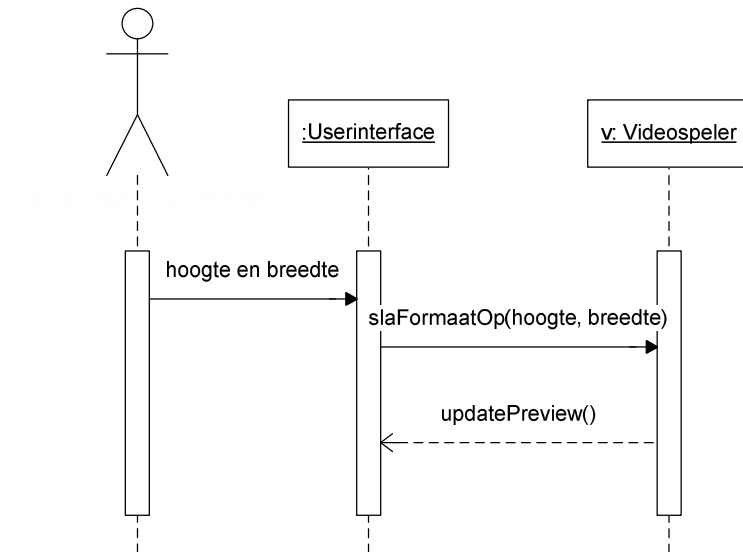 :Userinterface
v: Videospeler
hoogte en breedte
slaFormaatOp(hoogte, breedte)
updatePreview()